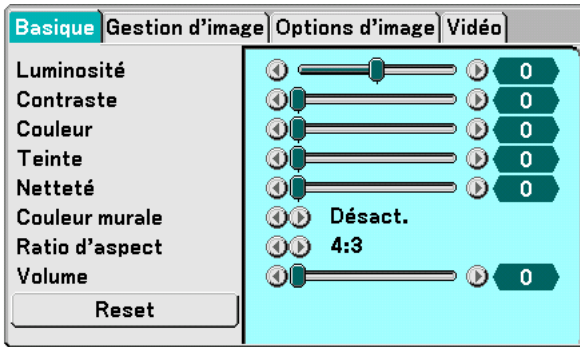 Basique Gestion d'image Options d'image Vidéo
Luminosité 0
Contraste 0
Couleur 0
Teinte 0
Netteté 0
Couleur murale Désact.
Ratio d'aspect 4:3
Volume 0
Reset